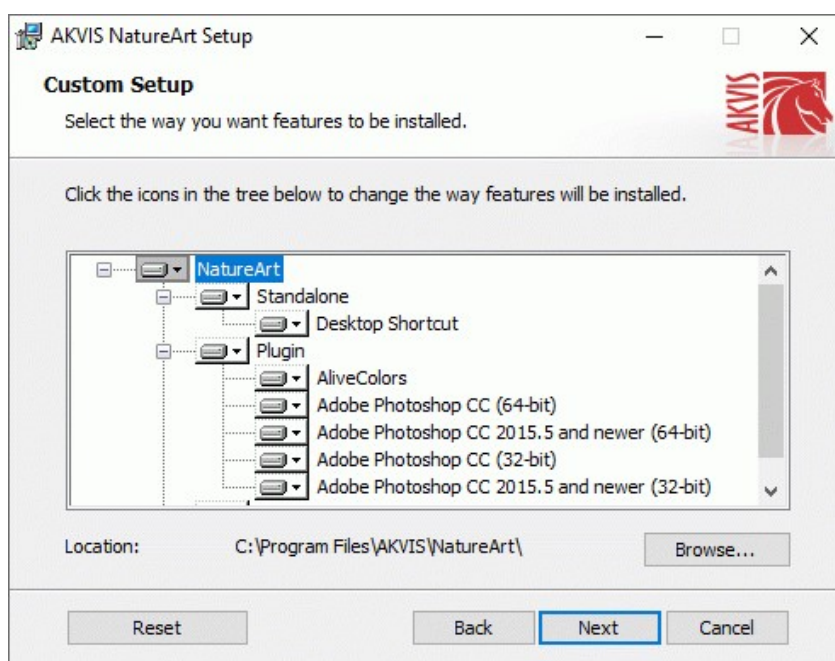 AKVIS NatureArt Setup
Custom Setup
Select the way you want features to be installed.
AKVIS
Click the icons in the tree below to change the way features will be installed.
NatureArt
Standalone
Desktop Shortcut
Plugin
AliveColors
Adobe Photoshop CC (64-bit)
Adobe Photoshop CC 2015.5 and newer (64-bit)
Adobe Photoshop CC (32-bit)
Adobe Photoshop CC 2015.5 and newer (32-bit)
Location: C:\Program Files\AKVIS\NatureArt\ Browse...
Reset Back Next Cancel